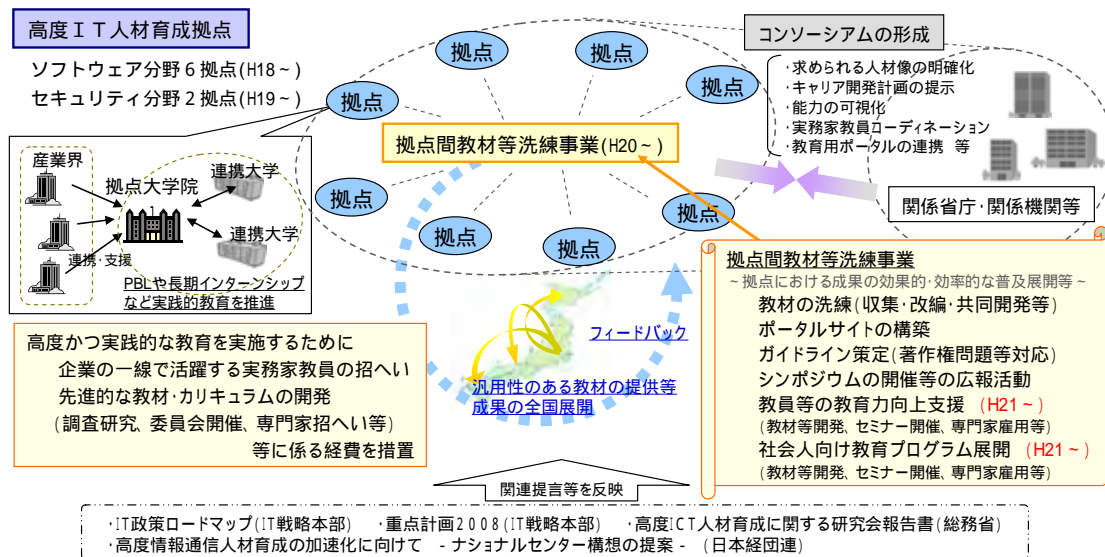 高度ＩＴ人材育成拠点
ソフトウェア分野６拠点(H18～)
セキュリティ分野２拠点(H19～)
拠点
拠点
拠点
拠点
拠点
拠点
拠点
拠点
拠点間教材等洗練事業(H20～)
コンソーシアムの形成
・求められる人材像の明確化
・キャリア開発計画の提示
・能力の可視化
・実務家教員コーディネーション
・教育用ポータルの連携 等
関係省庁・関係機関等
産業界
拠点大学院
連携大学
連携大学
連携・支援
PBLや長期インターンシップ
など実践的教育を推進
高度かつ実践的な教育を実施するために
企業の一線で活躍する実務家教員の招へい
先進的な教材・カリキュラムの開発
(調査研究、委員会開催、専門家招へい等)
等に係る経費を措置
フィードバック
汎用性のある教材の提供等
成果の全国展開
拠点間教材等洗練事業
～拠点における成果の効果的・効率的な普及展開等～
教材の洗練(収集・改編・共同開発等)
ポータルサイトの構築
ガイドライン策定(著作権問題等対応)
シンポジウムの開催等の広報活動
教員等の教育力向上支援 (H21～)
(教材等開発、セミナー開催、専門家雇用等)
社会人向け教育プログラム展開 (H21～)
(教材等開発、セミナー開催、専門家雇用等)
関連提言等を反映
・IT政策ロードマップ(IT戦略本部) ・重点計画2008(IT戦略本部) ・高度ICT人材育成に関する研究会報告書(総務省)
・高度情報通信人材育成の加速化に向けて - ナショナルセンター構想の提案 - (日本経団連)